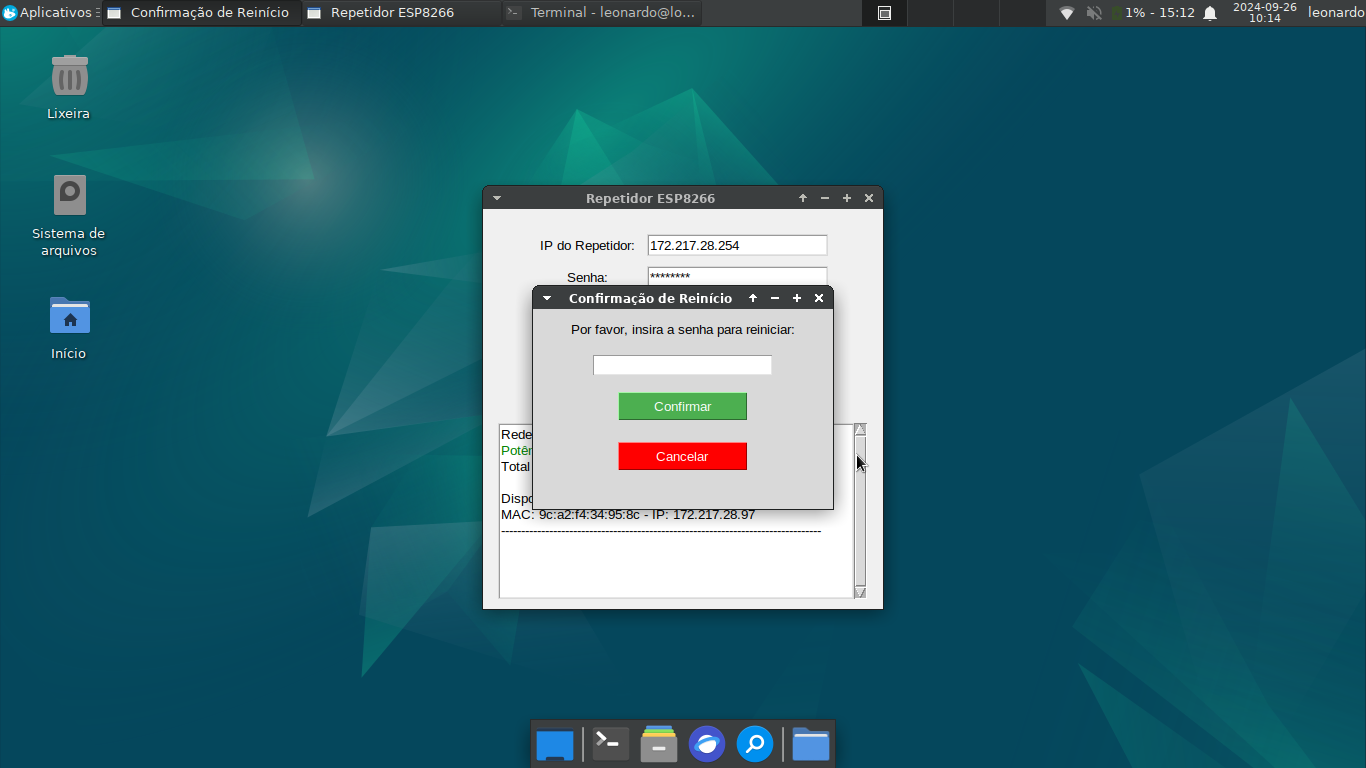 Aplicativos
Confirmação de Reinício
Repetidor ESP8266
Terminal - leonardo@lo...
1% - 15:12
2024-09-26
10:14
leonardo
Lixeira
Sistema de
arquivos
Início
Repetidor ESP8266
IP do Repetidor: 172.217.28.254
Senha: ********
Confirmação de Reinício
Por favor, insira a senha para reiniciar:
Confirmar
Cancelar
Rede
Total
MAC: 9c:a2:f4:34:95:8c - IP: 172.217.28.97
--------------------------------------------------------------------------------